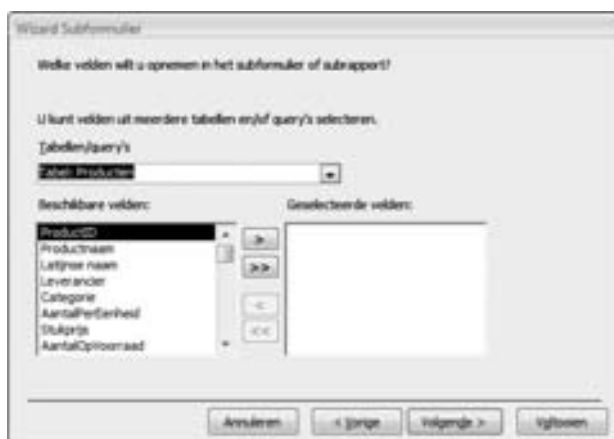 Wizard Subformulier
Welke velden wilt u opnemen in het subformulier of subrapport?
U kunt velden uit meerdere tabellen en/of query's selecteren.
Tabellen/query's
Tabel: Producten
Beschikbare velden:
Geselecteerde velden:
ProductID
Productnaam
Latijnse naam
Leverancier
Categorie
AantalPerEenheid
Stukprijs
AantalOpVoorraad
>
>>
<
<<
Annuleren
< Vorige
Volgende >
Voltooien